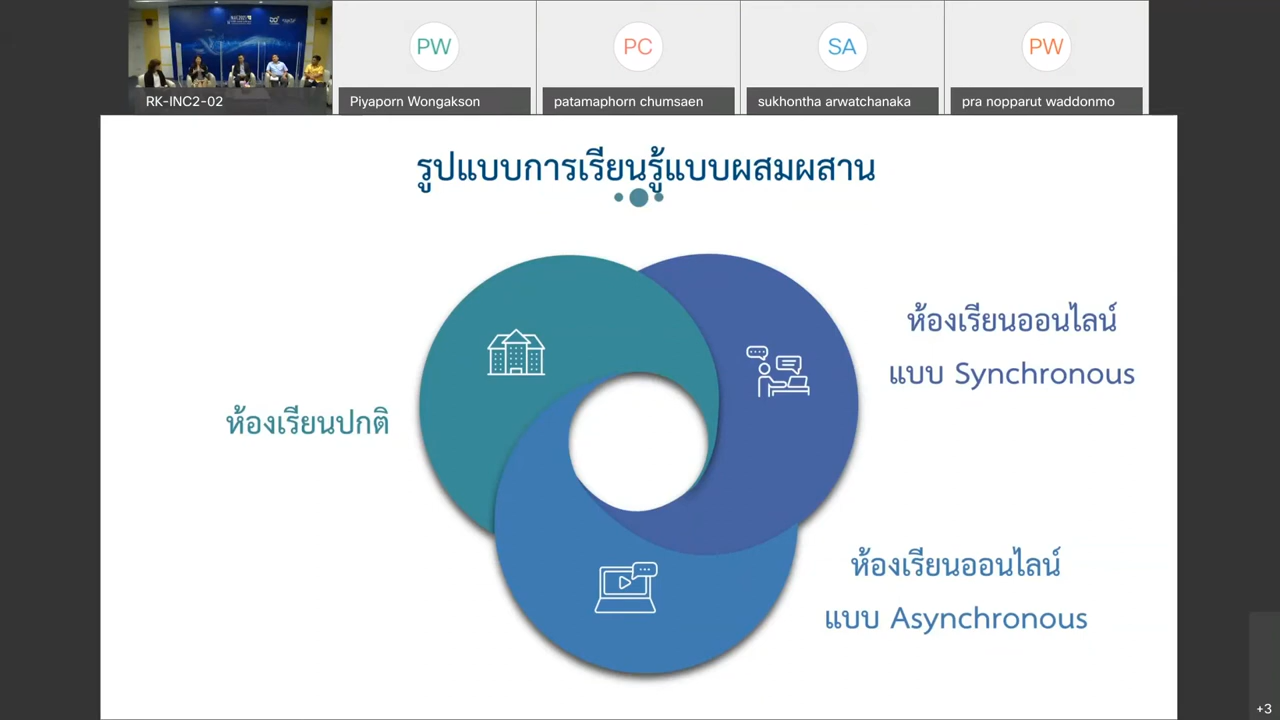 PW
PC
SA
PW
RK-INC2-02
Piyaporn Wongakson
patamaphorn chumsaen
sukhontha arwatchanaka
pra nopparut waddonmo
รูปแบบการเรียนรู้แบบผสมผสาน
ห้องเรียนออนไลน์
แบบ Synchronous
ห้องเรียนปกติ
ห้องเรียนออนไลน์
แบบ Asynchronous
+3